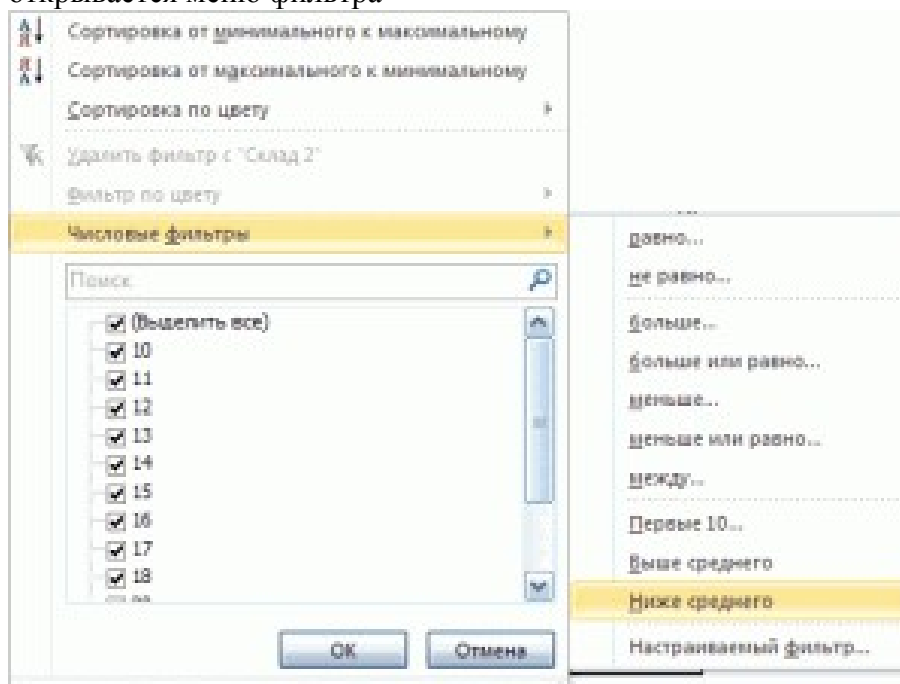 открывается меню фильтра
Сортировка от минимального к максимальному
Сортировка от максимального к минимальному
Сортировка по цвету
Удалить фильтр с "Склад 2"
Фильтр по цвету
Числовые фильтры
Поиск
(Выделить все)
10
11
12
13
14
15
16
17
18
ОК
Отмена
равно...
не равно...
больше...
больше или равно...
меньше...
меньше или равно...
между...
Первые 10...
Выше среднего
Ниже среднего
Настраиваемый фильтр...